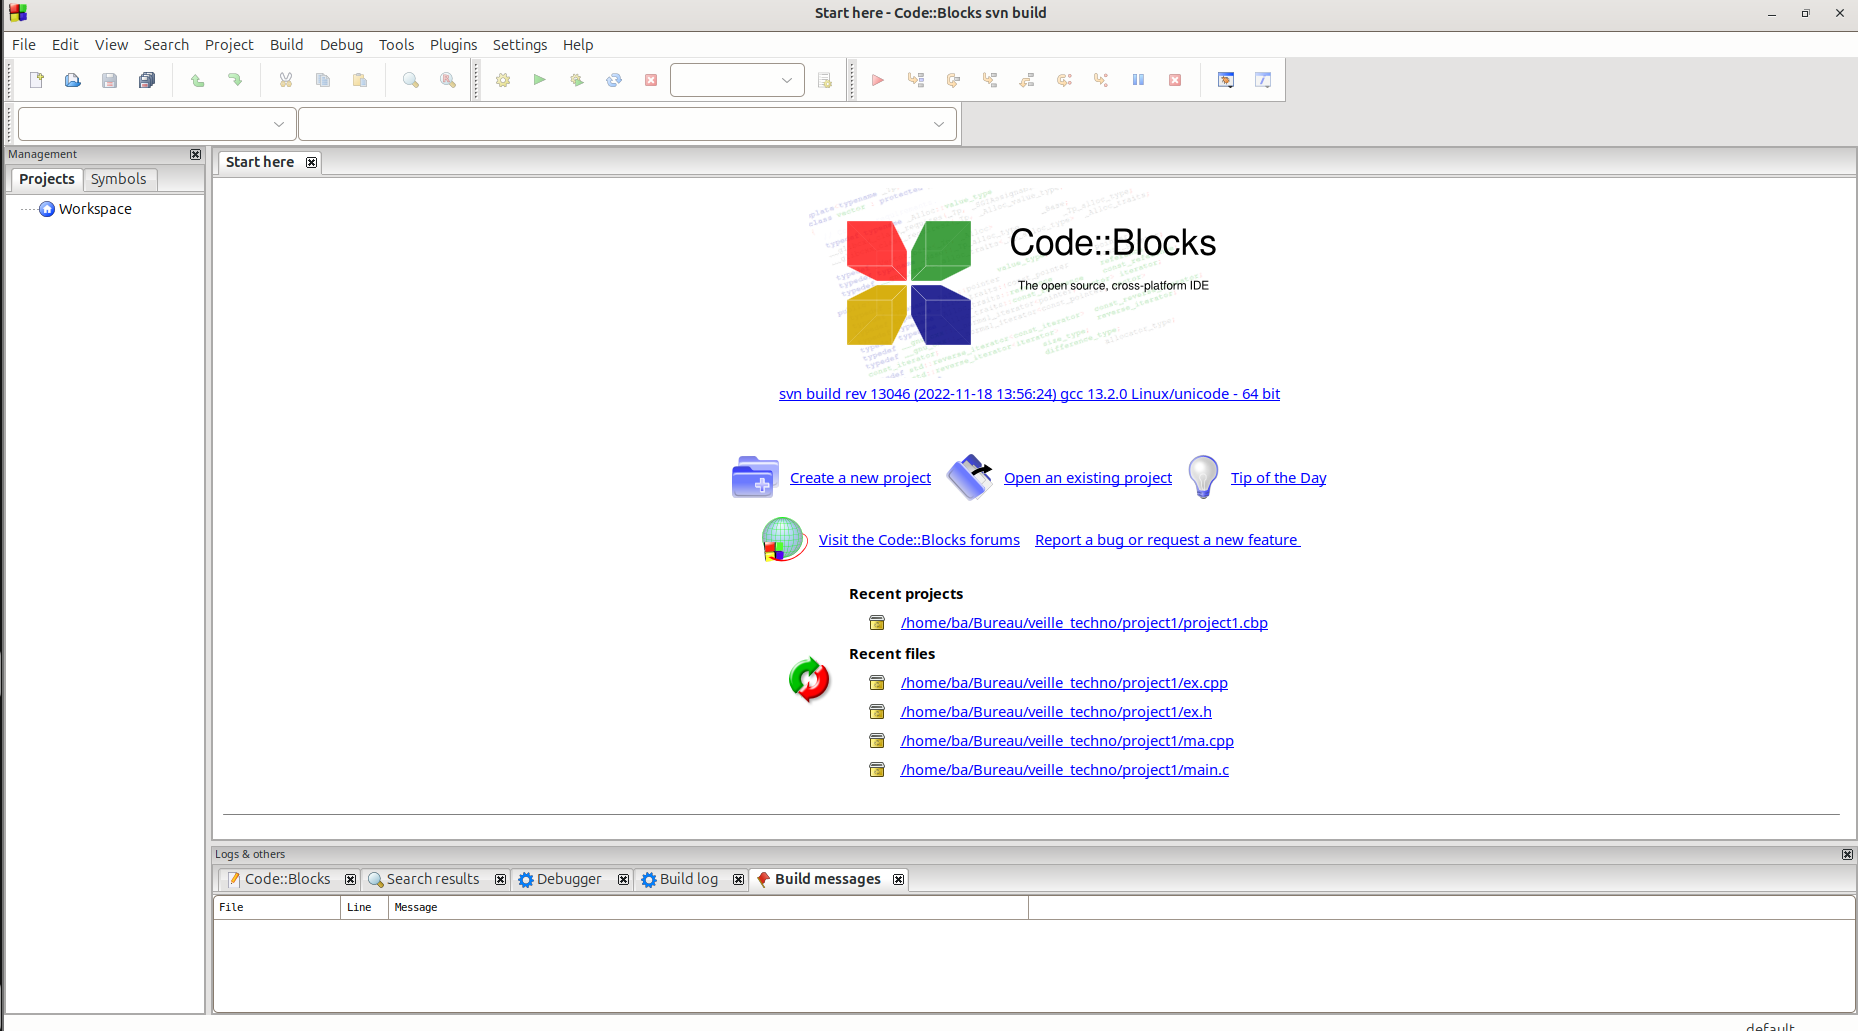 Start here - Code::Blocks svn build
File Edit View Search Project Build Debug Tools Plugins Settings Help
Management
Projects Symbols
Workspace
Start here
Code::Blocks
The open source, cross-platform IDE
svn build rev 13046 (2022-11-18 13:56:24) gcc 13.2.0 Linux/unicode - 64 bit
Create a new project Open an existing project Tip of the Day
Visit the Code::Blocks forums Report a bug or request a new feature
Recent projects
/home/ba/Bureau/veille_techno/project1/project1.cbp
Recent files
/home/ba/Bureau/veille_techno/project1/ex.cpp
/home/ba/Bureau/veille_techno/project1/ex.h
/home/ba/Bureau/veille_techno/project1/ma.cpp
/home/ba/Bureau/veille_techno/project1/main.c
Logs & others
Code::Blocks Search results Debugger Build log Build messages
File Line Message
default